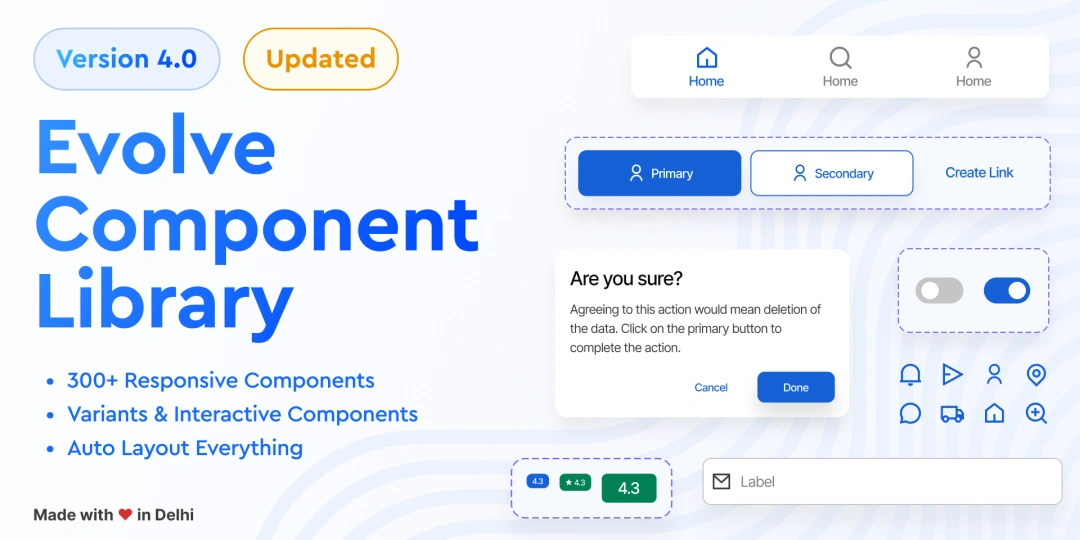 Version 4.0
Updated
Evolve
Component
Library
• 300+ Responsive Components
• Variants & Interactive Components
• Auto Layout Everything
Made with ❤ in Delhi
Home
Home
Home
Primary
Secondary
Create Link
Are you sure?
Agreeing to this action would mean deletion of
the data. Click on the primary button to
complete the action.
Cancel
Done
4.3
★ 4.3
4.3
Label